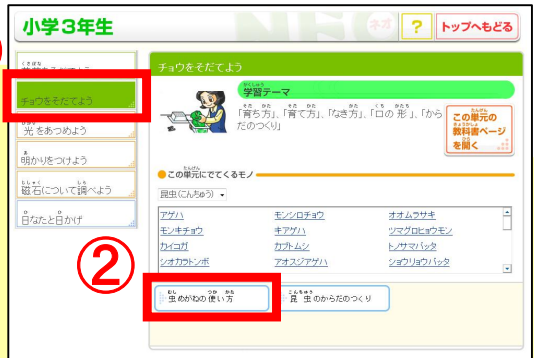 小学3年生
ネオ
?
トップへもどる
チョウをそだてよう
光をあつめよう
明かりをつけよう
磁石について調べよう
日なたと日かげ
②
チョウをそだてよう
学習テーマ
「育ち方」、「育て方」、「なき方」、「口の形」、「から
だのつくり」
この単元の
教科書ページ
を開く
この単元にでてくるモノ
昆虫(こんちゅう)
アゲハ モンシロチョウ オオムラサキ
モンキチョウ キアゲハ ツマグロヒョウモン
カイコガ カブトムシ トノサマバッタ
シオカラトンボ アオスジアゲハ ショウリョウバッタ
虫めがねの使い方
昆虫のからだのつくり